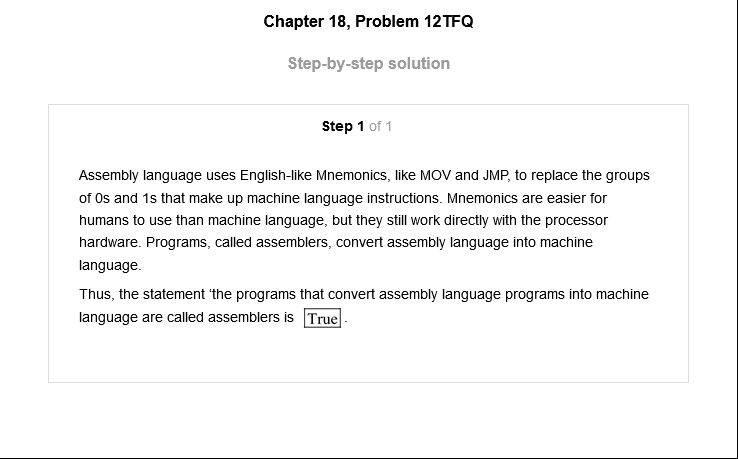 Chapter 18, Problem 12TFQ
Step-by-step solution
Step 1 of 1
Assembly language uses English-like Mnemonics, like MOV and JMP, to replace the groups
of 0s and 1s that make up machine language instructions. Mnemonics are easier for
humans to use than machine language, but they still work directly with the processor
hardware. Programs, called assemblers, convert assembly language into machine
language.
Thus, the statement 'the programs that convert assembly language programs into machine
language are called assemblers is True.